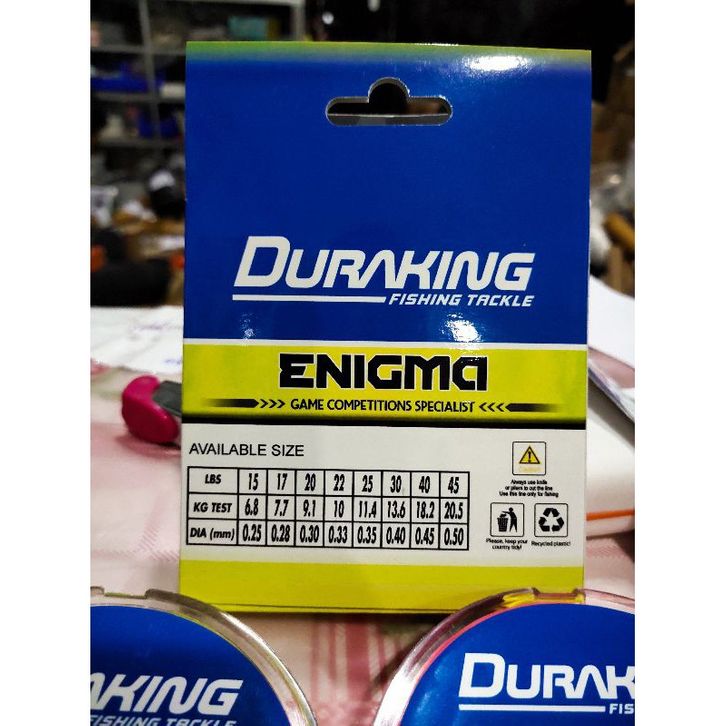 DURAKING
FISHING TACKLE
ENIGMA
>>>> GAME COMPETITIONS SPECIALIST <<<<
AVAILABLE SIZE
LBS 15 17 20 22 25 30 40 45
KG TEST 6.8 7.7 9.1 10 11.4 13.6 18.2 20.5
DIA (mm) 0.25 0.28 0.30 0.33 0.35 0.40 0.45 0.50
Caution!
Always use knife
or pliers to cut the line
Use this line only for fishing
Please, keep your
country tidy!
Recycled plastic!
AKING
FISHING TACKLE
DURAK
FIS